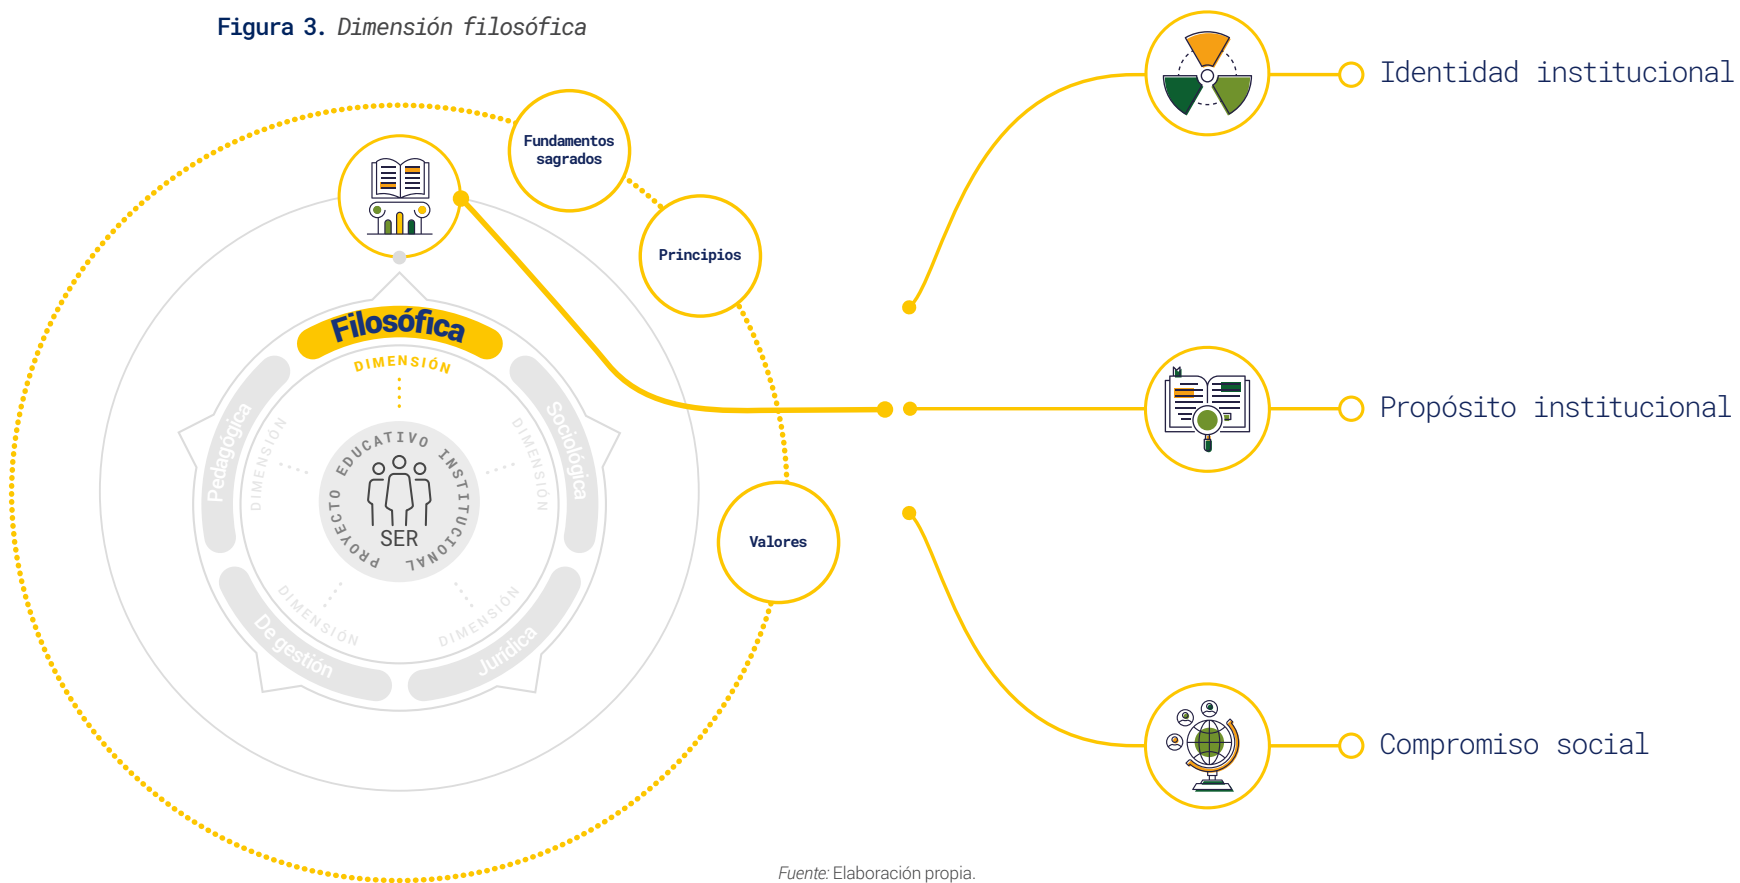 Figura 3. Dimensión filosófica
Identidad institucional
Fundamentos
sagrados
Principios
Filosófica
DIMENSIÓN
Pedagógica
DIMENSIÓN
Sociológica
DIMENSIÓN
Propósito institucional
PROYECTO EDUCATIVO INSTITUCIONAL
SER
Valores
De gestión
DIMENSIÓN
Jurídica
DIMENSIÓN
Compromiso social
Fuente: Elaboración propia.